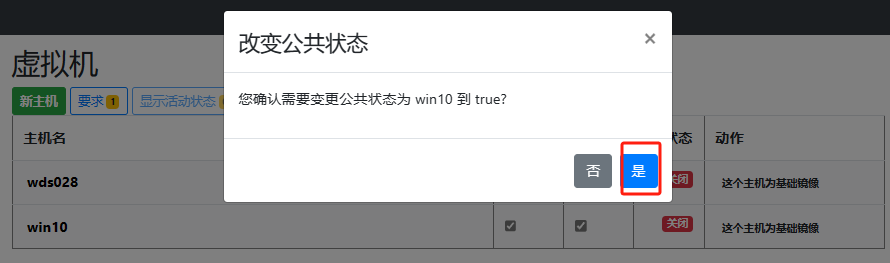 改变公共状态
×
虚拟机
您确认需要变更公共状态为 win10 到 true?
新主机 要求 1 显示活动状态
主机名 状态 动作
否 是
wds028 关闭 这个主机为基础镜像
win10 关闭 这个主机为基础镜像